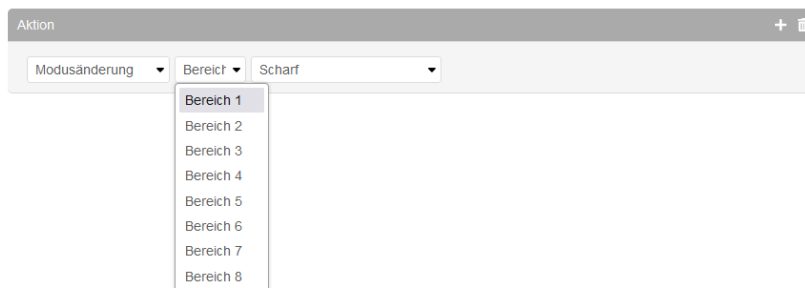 Aktion
Modusänderung Bereich Scharf
Bereich 1
Bereich 2
Bereich 3
Bereich 4
Bereich 5
Bereich 6
Bereich 7
Bereich 8